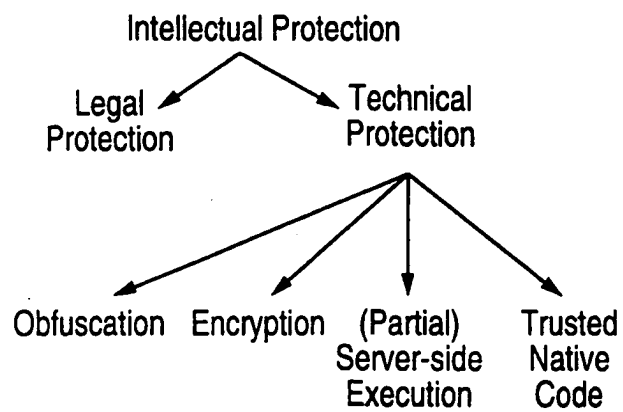 Intellectual Protection
Legal
Protection
Technical
Protection
Obfuscation
Encryption
(Partial)
Server-side
Execution
Trusted
Native
Code